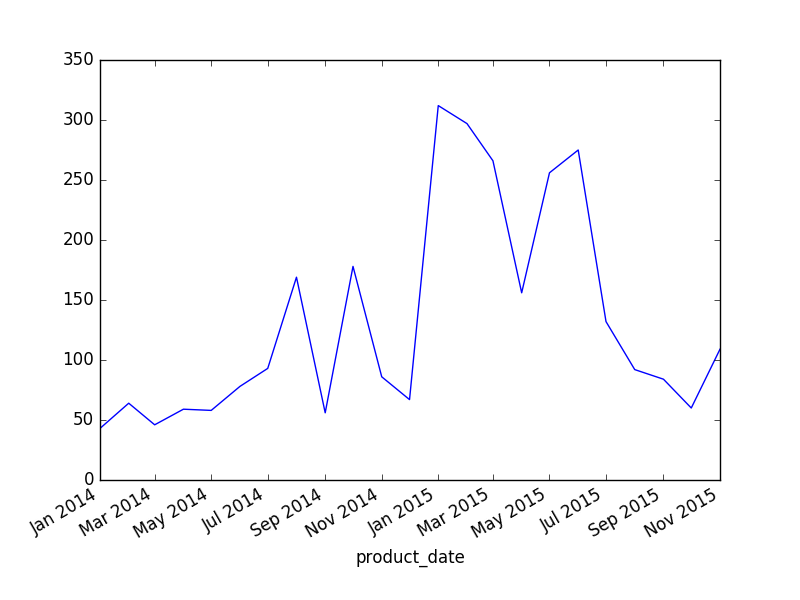 350
300
250
200
150
100
50
0
Jan 2014
Mar 2014
May 2014
Jul 2014
Sep 2014
Nov 2014
Jan 2015
Mar 2015
May 2015
Jul 2015
Sep 2015
Nov 2015
product_date